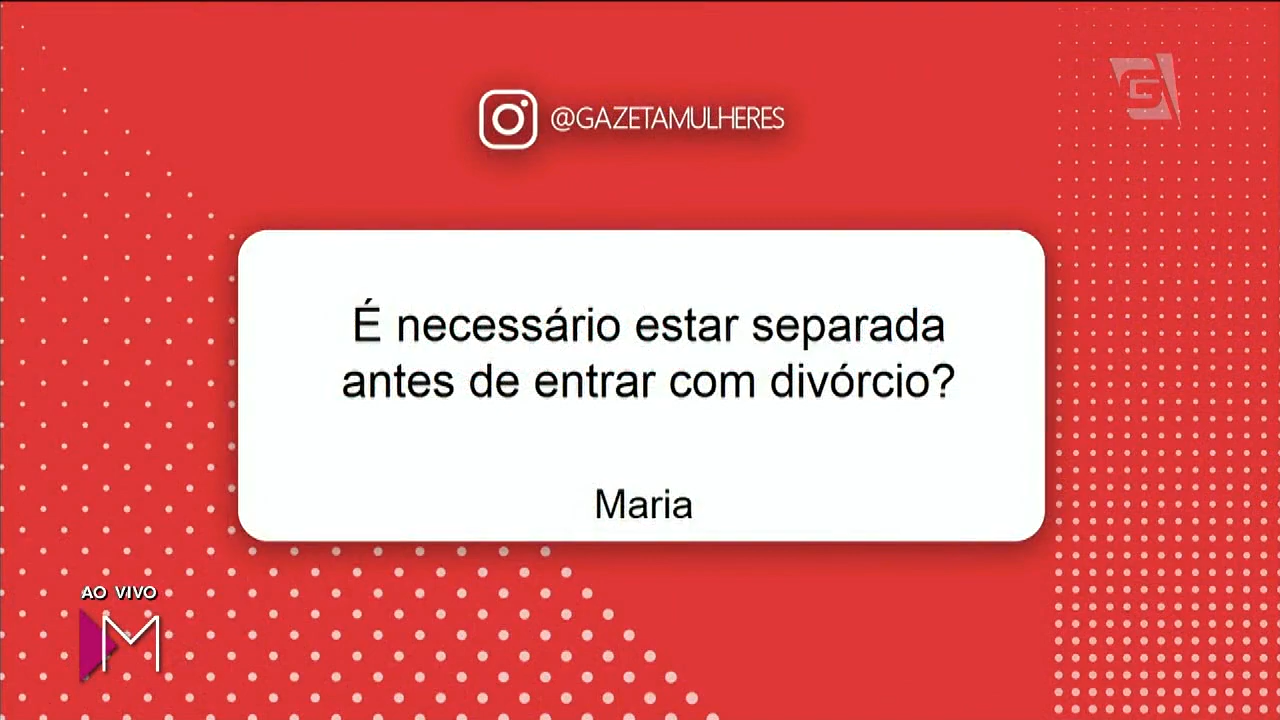 @GAZETAMULHERES
G
É necessário estar separada
antes de entrar com divórcio?
Maria
AO VIVO
M